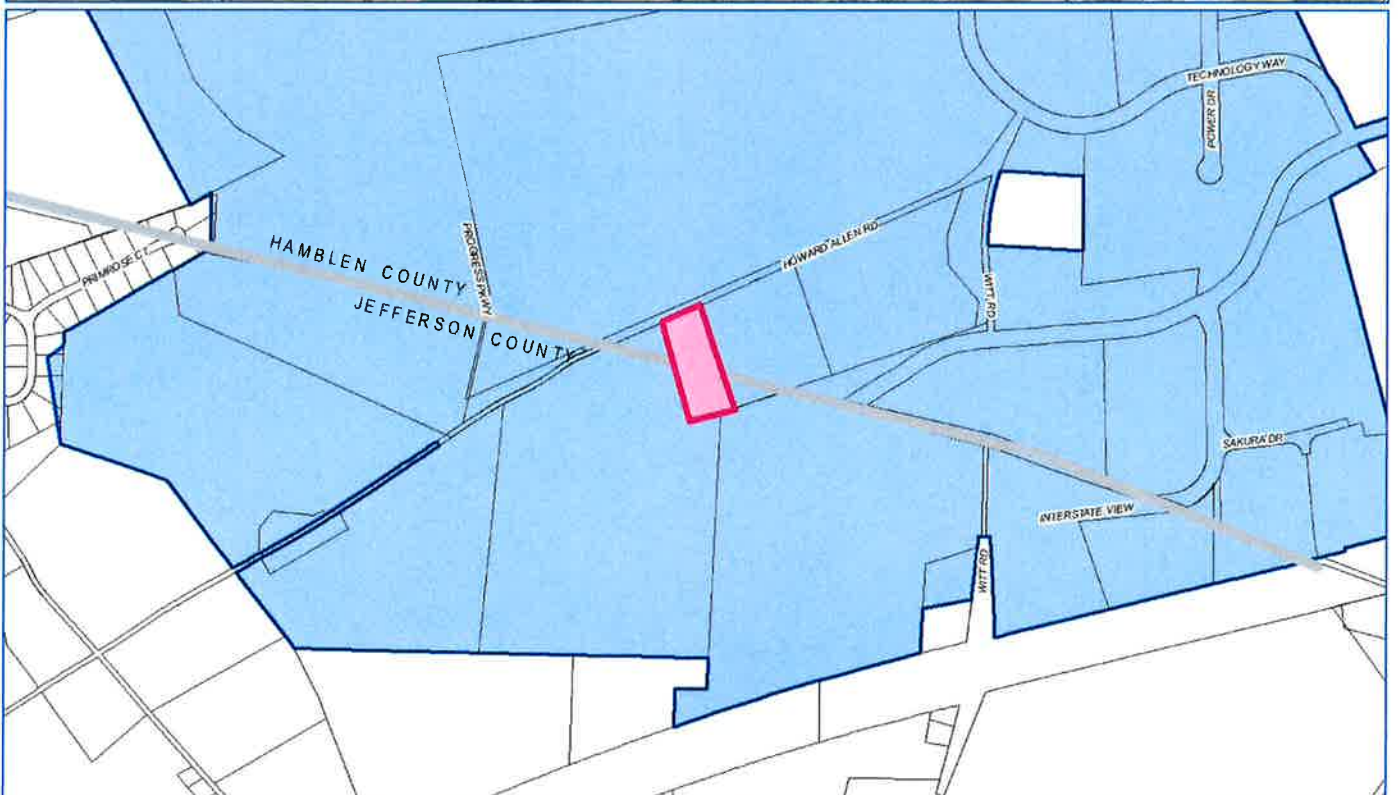 TECHNOLOGY WAY
POWER DR
PROGRESS PKWY
HOWARD ALLEN RD
PRIMROSE CT
HAMBLEN COUNTY
JEFFERSON COUNTY
WITT RD
SAKURA DR
INTERSTATE VIEW
WITT RD